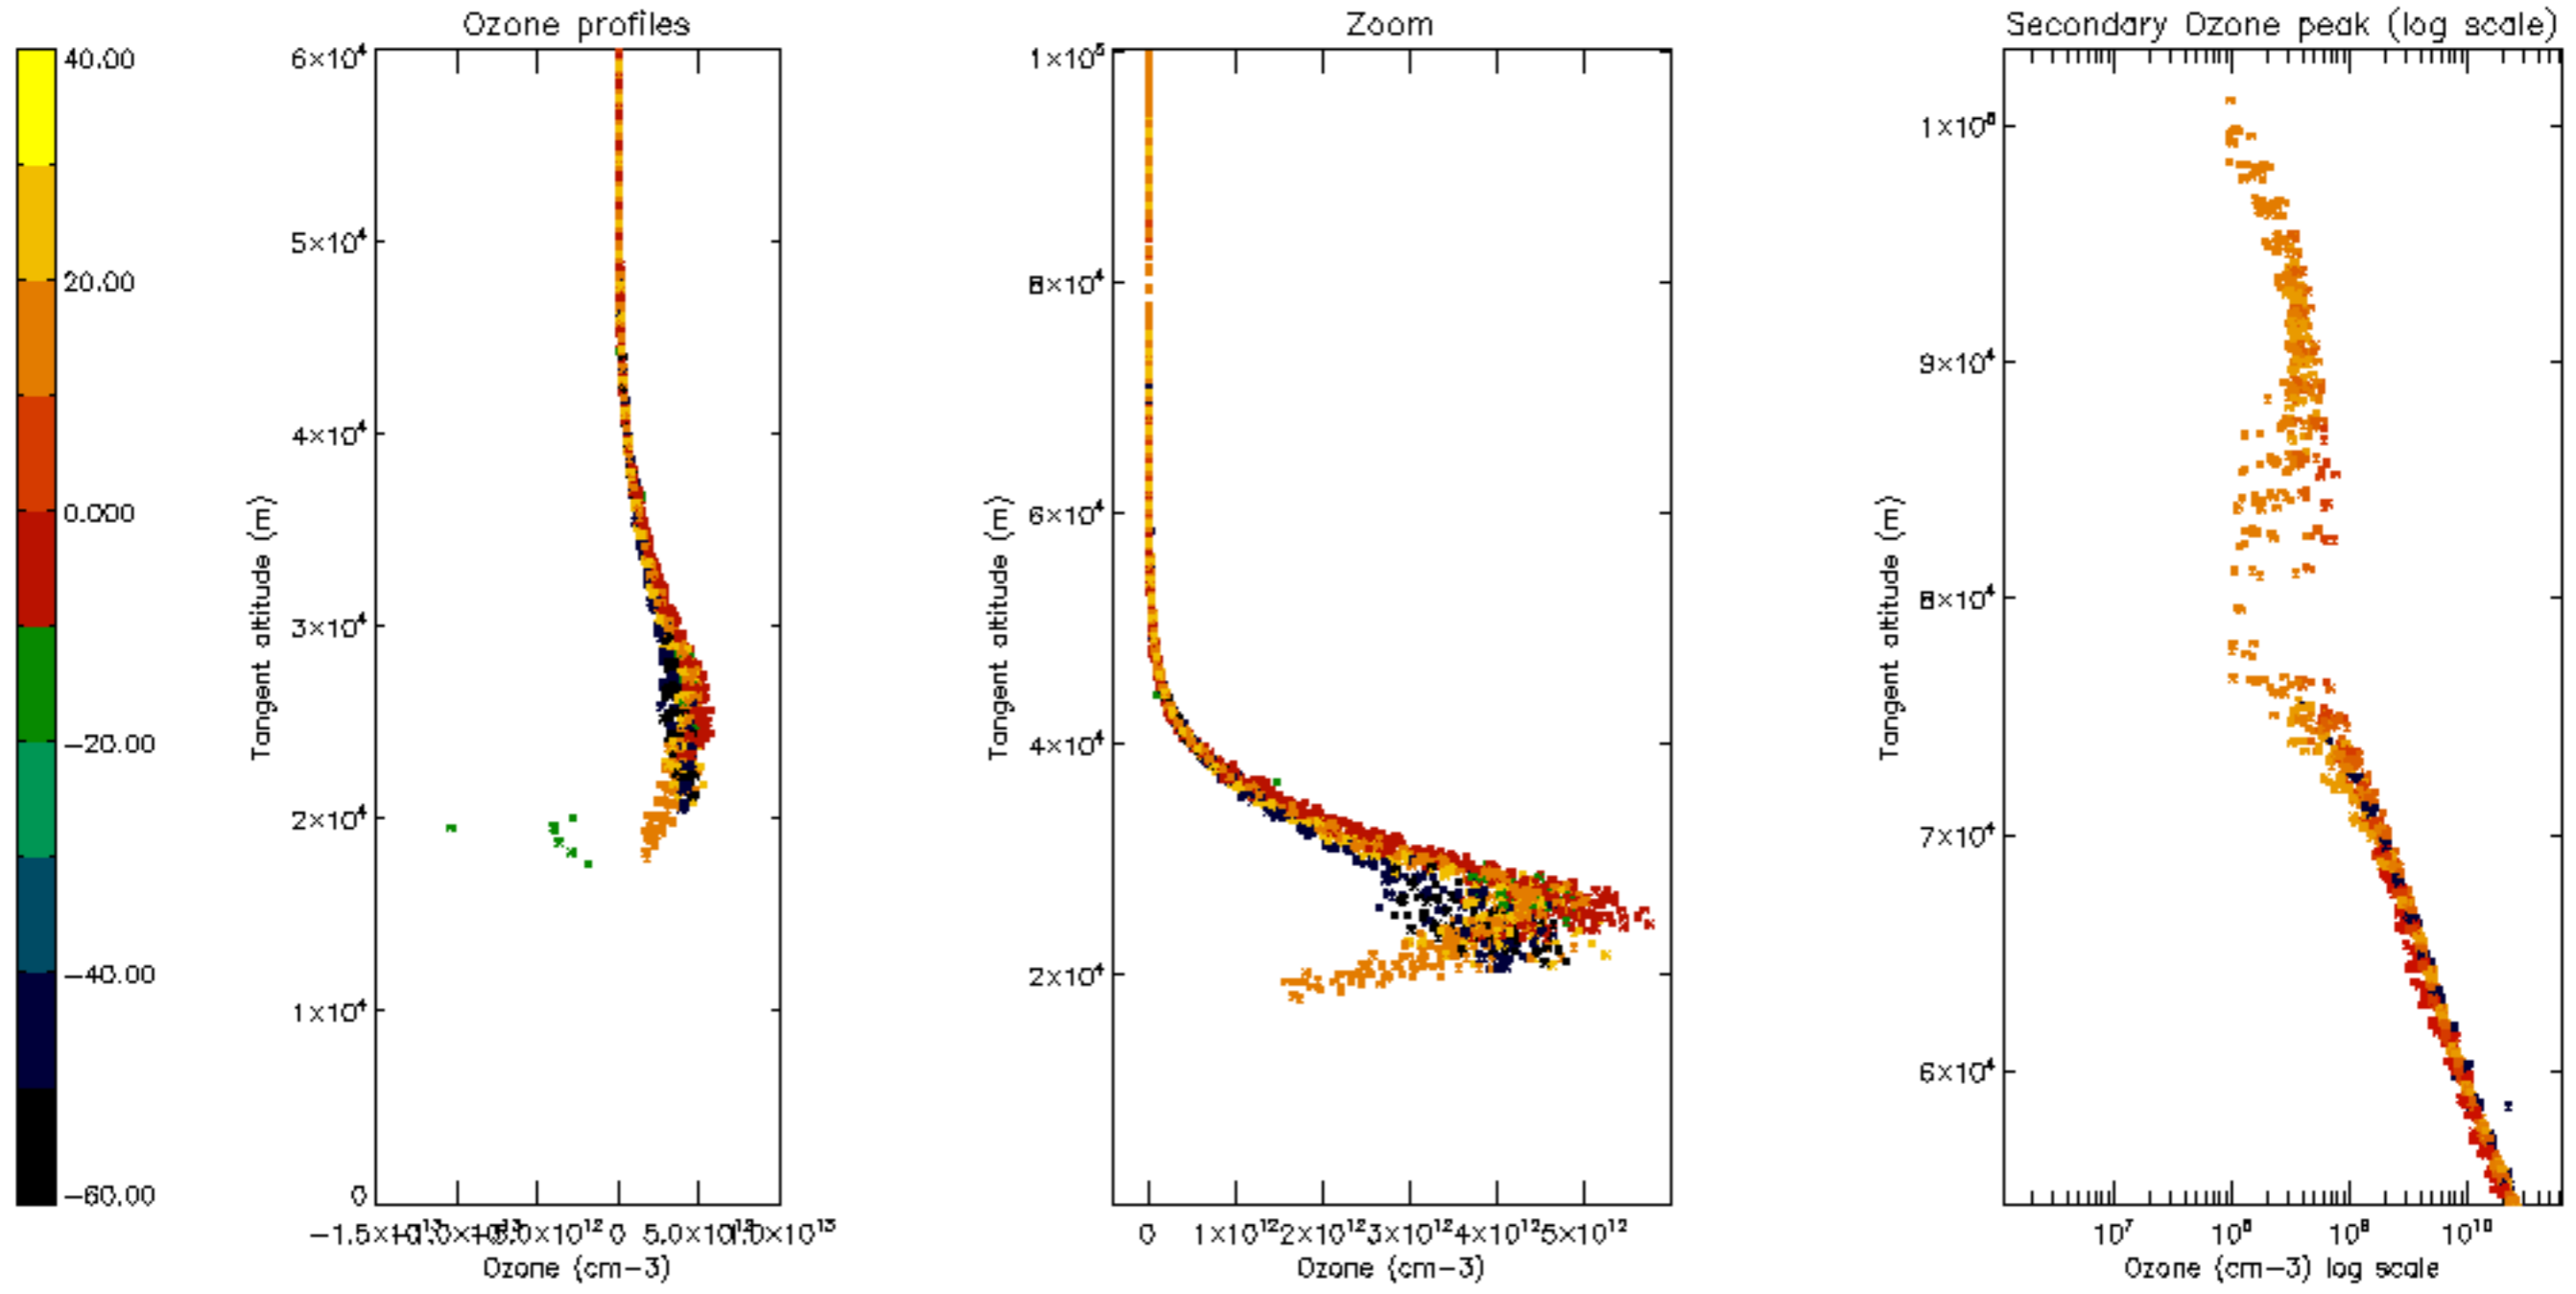 Ozone profiles
Zoom
Secondary Ozone peak (log scale)
40.00
20.00
0.000
−20.00
−40.00
−60.00
Tangent altitude (m)
6×10⁴
5×10⁴
4×10⁴
3×10⁴
2×10⁴
1×10⁴
0
0
Ozone (cm−3)
Tangent altitude (m)
1×10⁵
8×10⁴
6×10⁴
4×10⁴
2×10⁴
0 1×10¹² 2×10¹² 3×10¹² 4×10¹² 5×10¹²
Ozone (cm−3)
Tangent altitude (m)
1×10⁵
9×10⁴
8×10⁴
7×10⁴
6×10⁴
10⁷ 10⁸ 10⁹ 10¹⁰
Ozone (cm−3) log scale